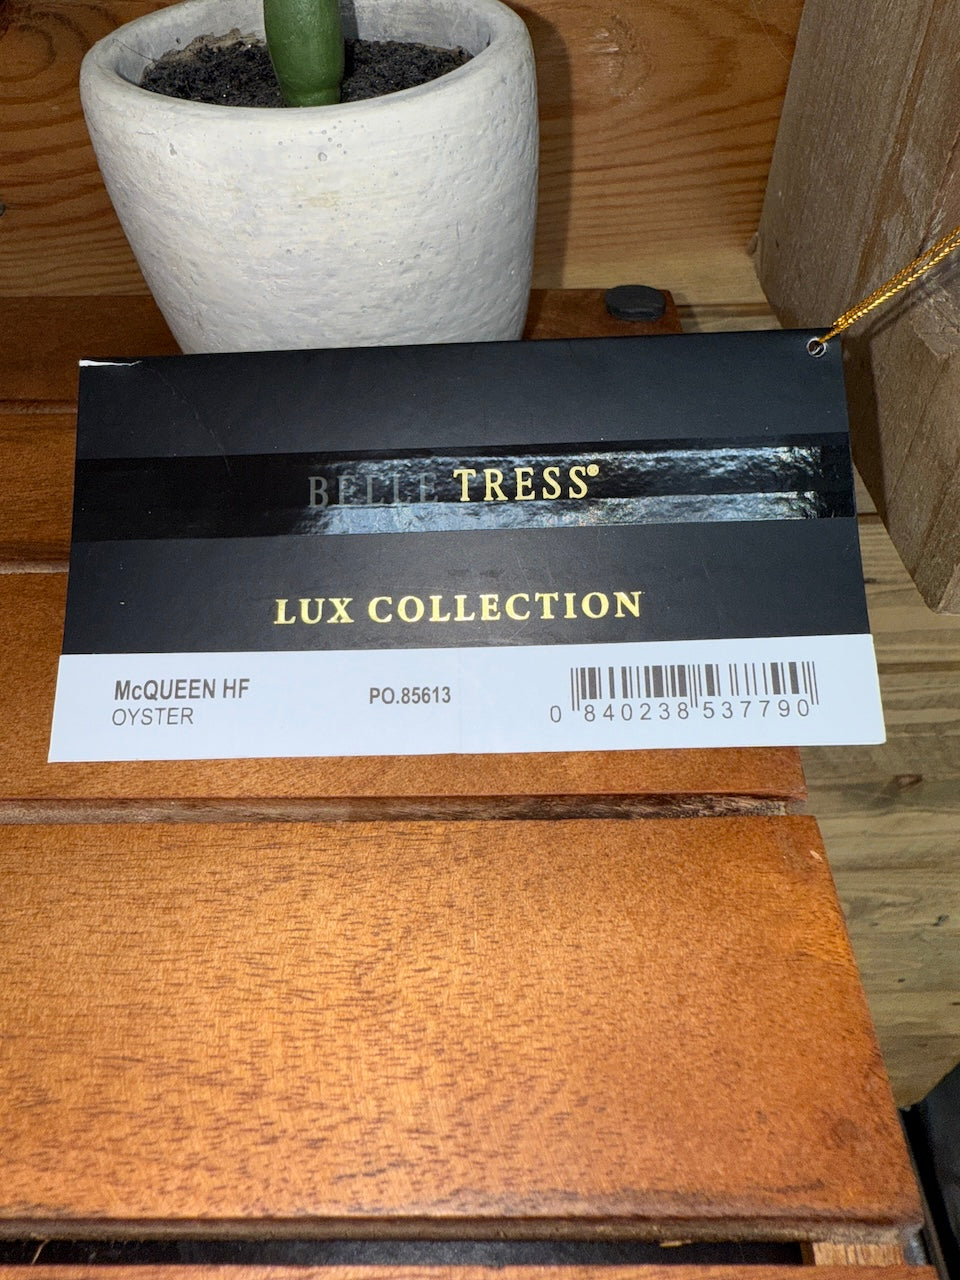 BELLE TRESS®
LUX COLLECTION
McQUEEN HF
OYSTER
PO.85613
0 840238 537790